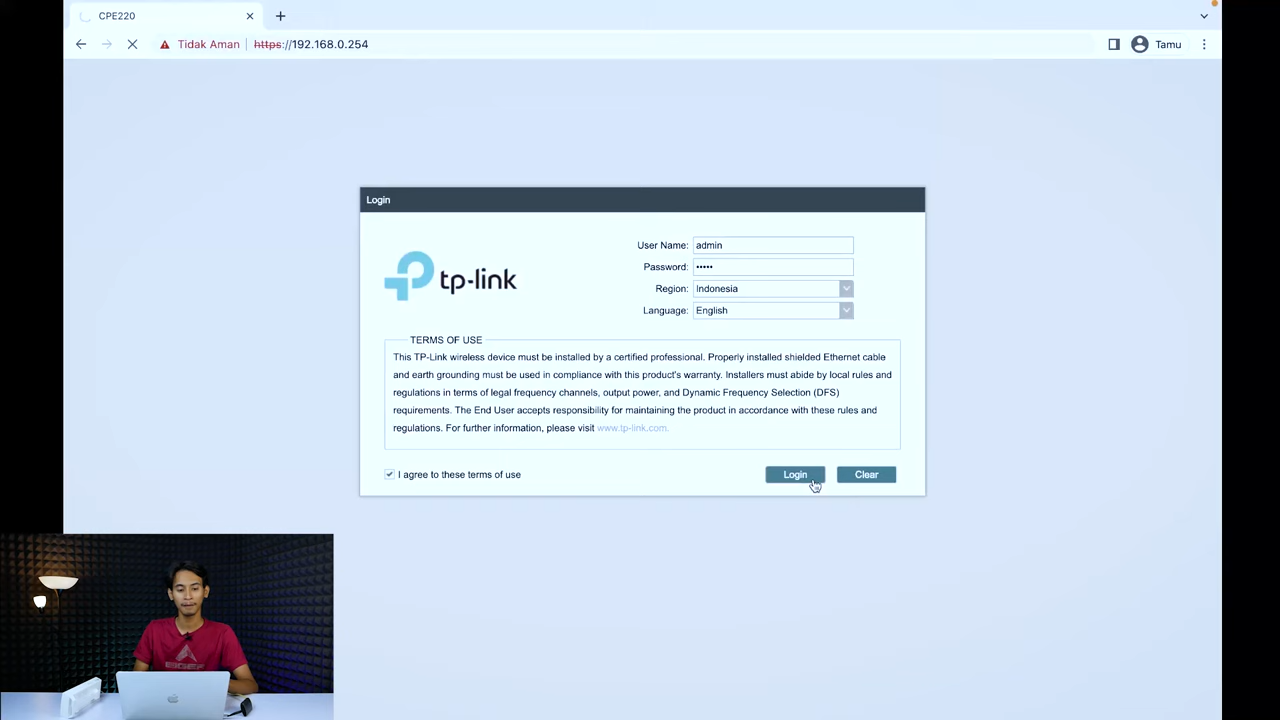 CPE220
Tidak Aman https://192.168.0.254 Tamu
Login
tp-link
User Name: admin
Password: •••••
Region: Indonesia
Language: English
TERMS OF USE
This TP-Link wireless device must be installed by a certified professional. Properly installed shielded Ethernet cable
and earth grounding must be used in compliance with this product's warranty. Installers must abide by local rules and
regulations in terms of legal frequency channels, output power, and Dynamic Frequency Selection (DFS)
requirements. The End User accepts responsibility for maintaining the product in accordance with these rules and
regulations. For further information, please visit www.tp-link.com.
I agree to these terms of use
Login Clear